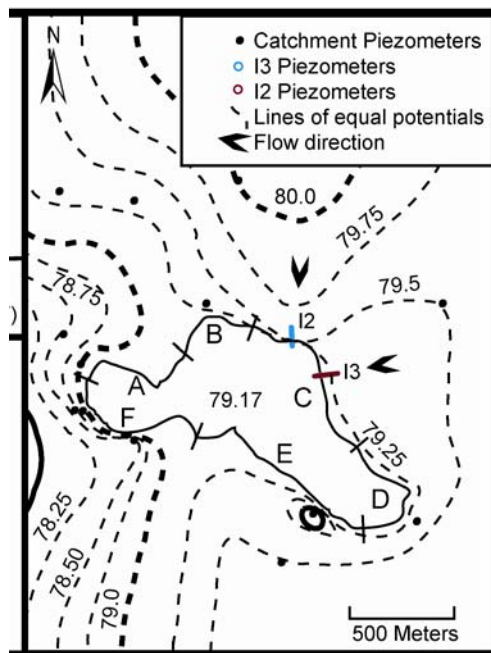 N
Catchment Piezometers
I3 Piezometers
I2 Piezometers
Lines of equal potentials
Flow direction
80.0
79.75
78.75
79.5
)
B
I2
A
C
I3
79.17
F
79.25
E
D
78.25
78.50
79.0
500 Meters